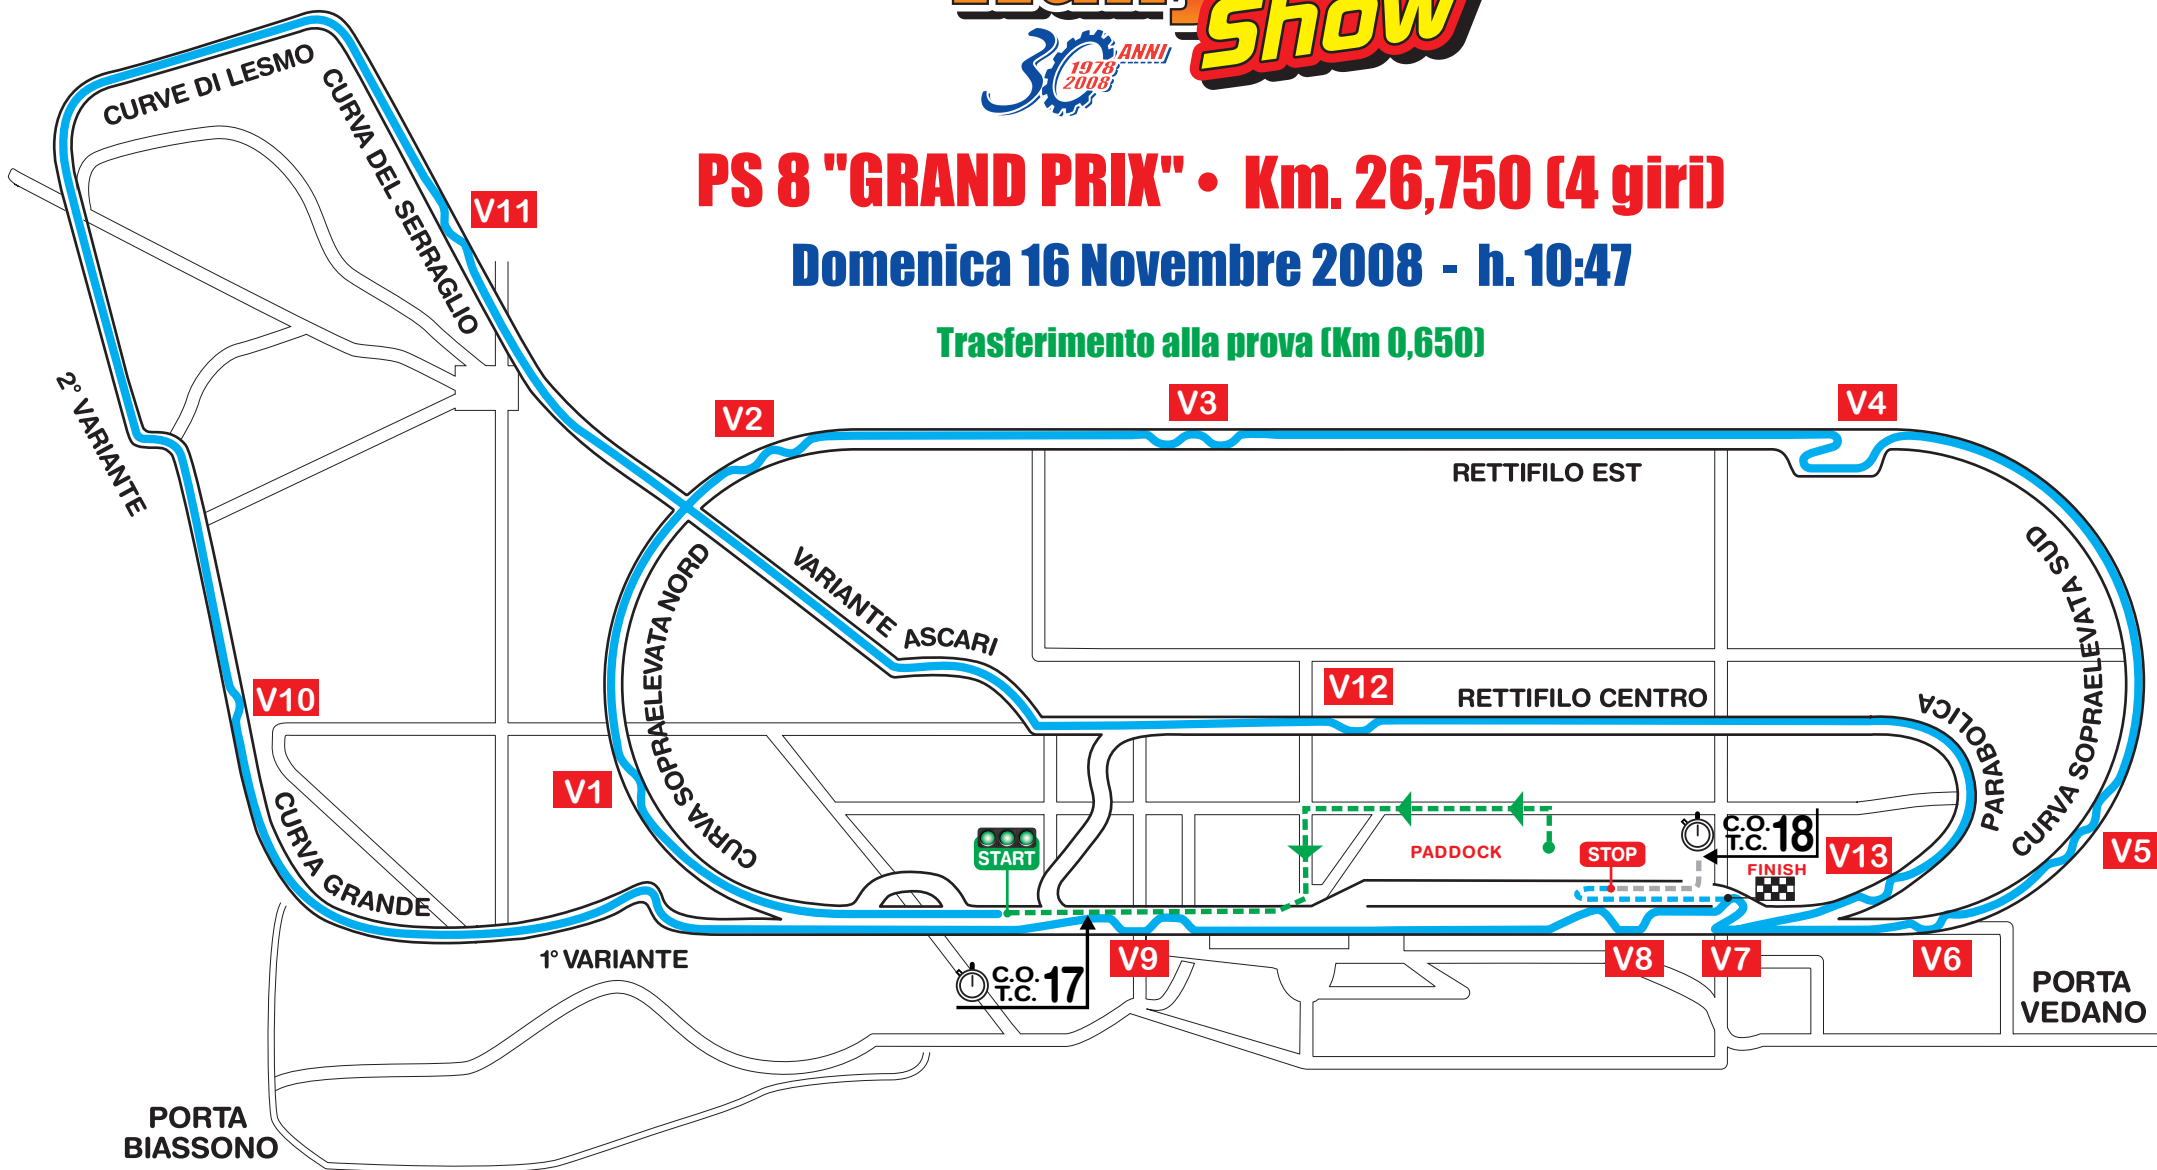 Show
30 ANNI
1978
2008
PS 8 "GRAND PRIX" • Km. 26,750 (4 giri)
Domenica 16 Novembre 2008 - h. 10:47
Trasferimento alla prova (Km 0,650)
CURVE DI LESMO
CURVA DEL SERRAGLIO
V11
2° VARIANTE
V2
V3
V4
RETTIFILO EST
CURVA SOPRAELEVATA NORD
VARIANTE ASCARI
CURVA SOPRAELEVATA SUD
V10
V12
RETTIFILO CENTRO
PARABOLICA
V1
CURVA GRANDE
START
PADDOCK
STOP
C.O.
T.C. 18
FINISH
V13
V5
1° VARIANTE
C.O.
T.C. 17
V9
V8
V7
V6
PORTA
VEDANO
PORTA
BIASSONO